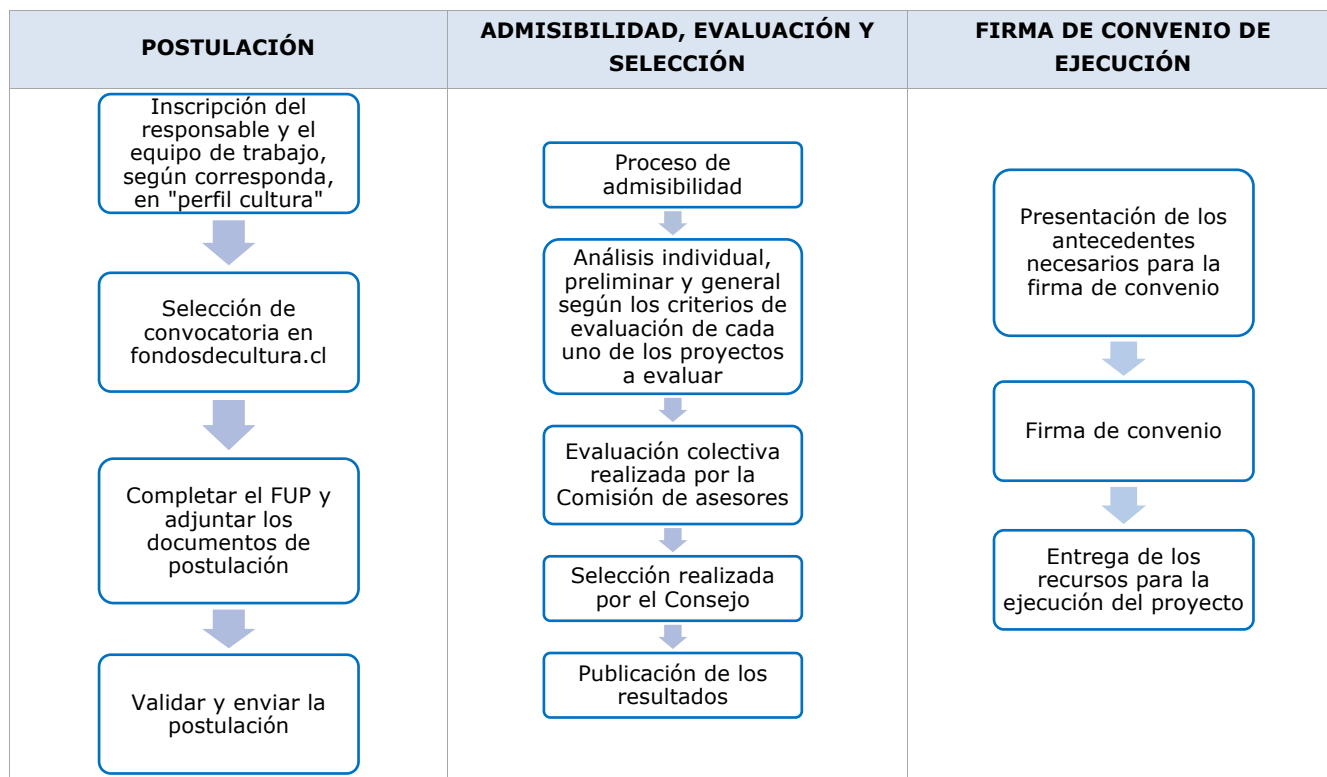 POSTULACIÓN
Inscripción del
responsable y el
equipo de trabajo,
según corresponda,
en "perfil cultura"
Selección de
convocatoria en
fondosdecultura.cl
Completar el FUP y
adjuntar los
documentos de
postulación
Validar y enviar la
postulación
ADMISIBILIDAD, EVALUACIÓN Y
SELECCIÓN
Proceso de
admisibilidad
Análisis individual,
preliminar y general
según los criterios de
evaluación de cada
uno de los proyectos
a evaluar
Evaluación colectiva
realizada por la
Comisión de asesores
Selección realizada
por el Consejo
Publicación de los
resultados
FIRMA DE CONVENIO DE
EJECUCIÓN
Presentación de los
antecedentes
necesarios para la
firma de convenio
Firma de convenio
Entrega de los
recursos para la
ejecución del proyecto